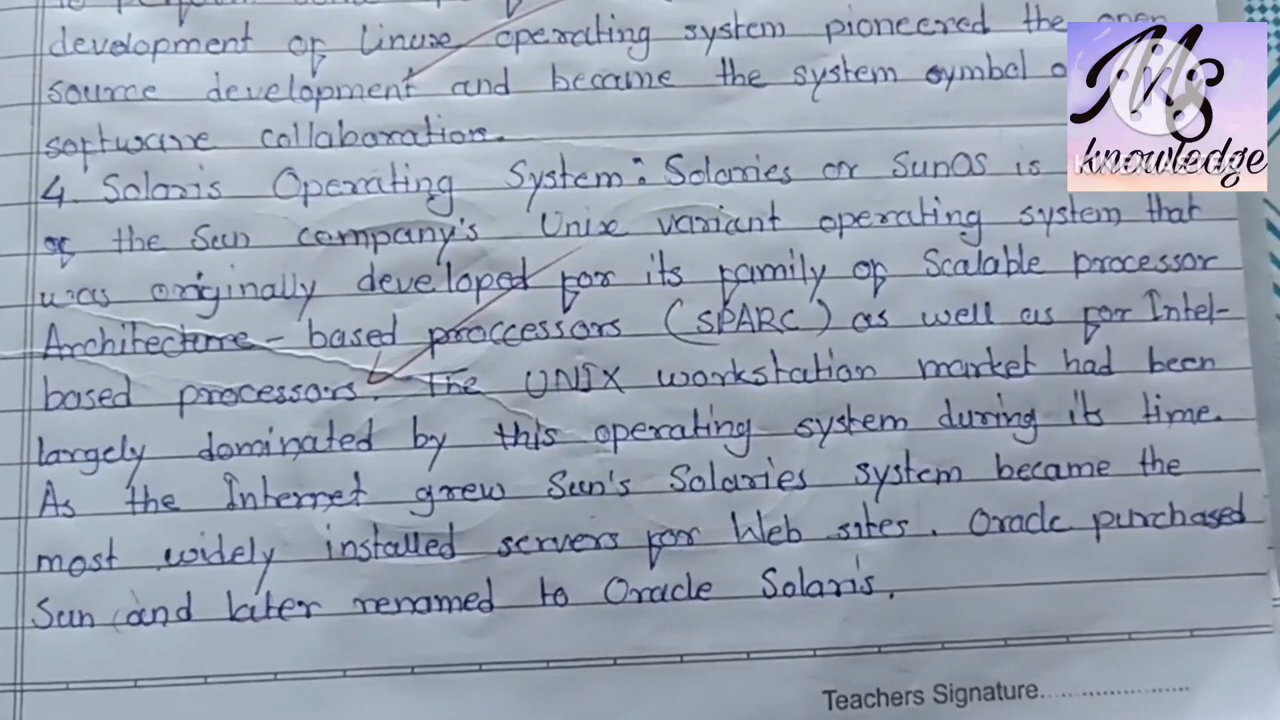 development of Linuxe operating system pioneered the open
source development and became the system symbol o
software collaboration.
4. Solaris Operating System: Solaries or SunOS is
of the Sun company's Unix variant operating system that
was originally developed for its family of Scalable processor
Architecture - based proccessors (SPARC) as well as for Intel-
based processors. The UNIX workstation market had been
largely dominated by this operating system during its time.
As the Internet grew Sun's Solaries system became the
most widely installed servers for Web sites. Oracle purchased
Sun and later renamed to Oracle Solaris.
Teachers Signature
MS
knowledge